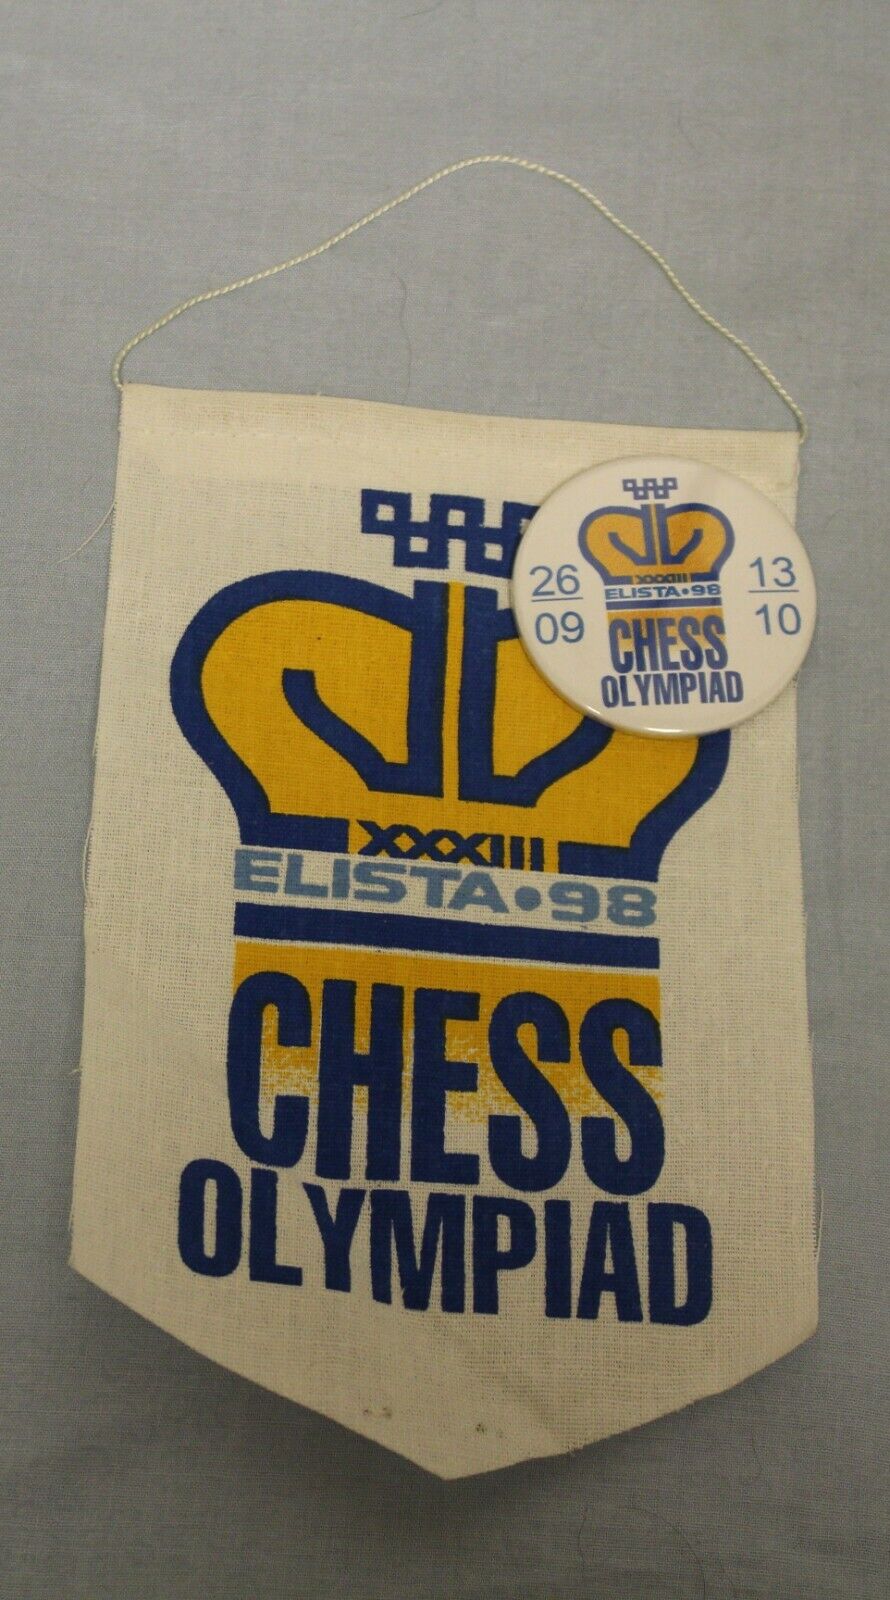 XXXIII
ELISTA•98
CHESS
OLYMPIAD
26
09
XXXIII
ELISTA•98
CHESS
OLYMPIAD
13
10